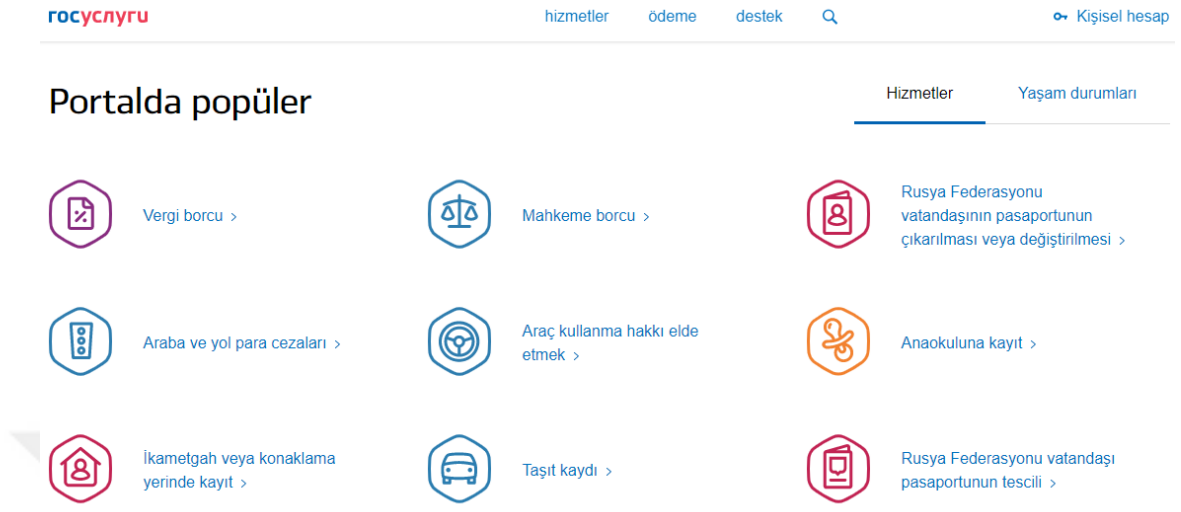 госуслуги
hizmetler
ödeme
destek
Kişisel hesap
Portalda popüler
Hizmetler
Yaşam durumları
Vergi borcu >
Mahkeme borcu >
Rusya Federasyonu
vatandaşının pasaportunun
çıkarılması veya değiştirilmesi >
Araba ve yol para cezaları >
Araç kullanma hakkı elde
etmek >
Anaokuluna kayıt >
İkametgah veya konaklama
yerinde kayıt >
Taşıt kaydı >
Rusya Federasyonu vatandaşı
pasaportunun tescili >